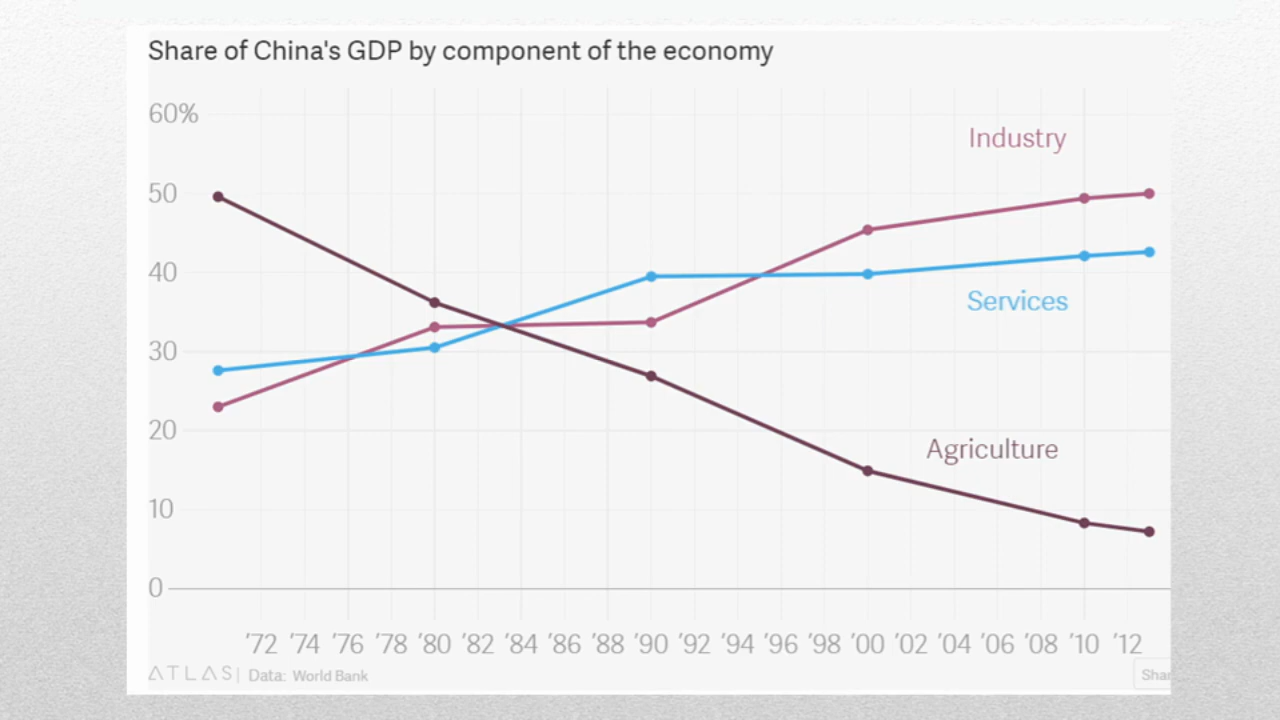 Share of China's GDP by component of the economy
60%
Industry
50
40
Services
30
20
Agriculture
10
0
'72 '74 '76 '78 '80 '82 '84 '86 '88 '90 '92 '94 '96 '98 '00 '02 '04 '06 '08 '10 '12
ATLAS | Data: World Bank
Shar